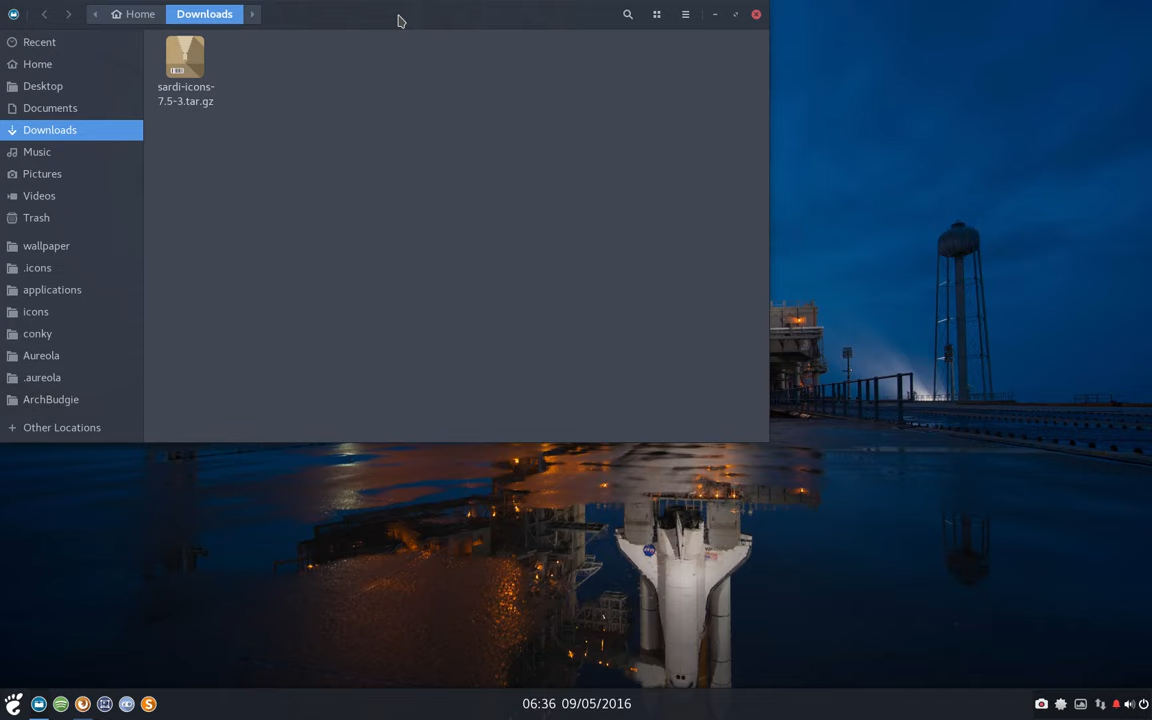 Home
Downloads
Recent
Home
Desktop
Documents
Downloads
Music
Pictures
Videos
Trash
wallpaper
.icons
applications
icons
conky
Aureola
.aureola
ArchBudgie
Other Locations
sardi-icons-
7.5-3.tar.gz
06:36 09/05/2016